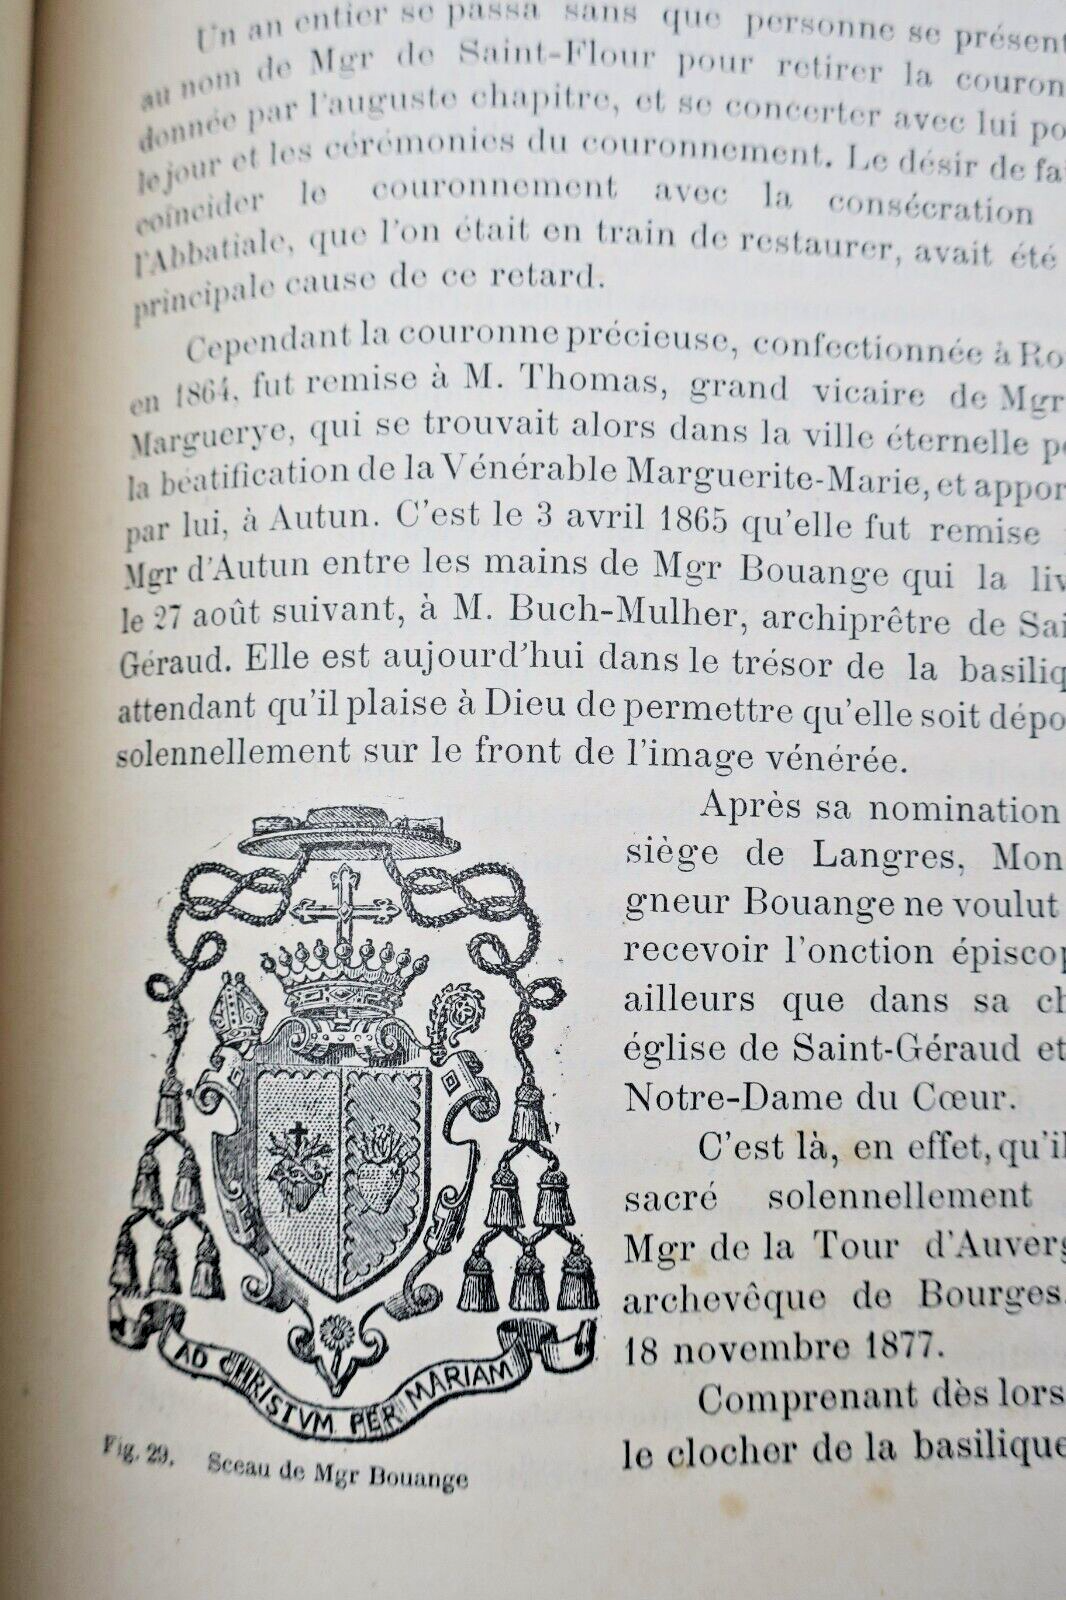 Un an entier se passa sans que personne se présent
au nom de Mgr de Saint-Flour pour retirer la couron
donnée par l'auguste chapitre, et se concerter avec lui po
le jour et les cérémonies du couronnement. Le désir de fai
coïncider le couronnement avec la consécration
l'Abbatiale, que l'on était en train de restaurer, avait été
principale cause de ce retard.
Cependant la couronne précieuse, confectionnée à Ro
en 1864, fut remise à M. Thomas, grand vicaire de Mgr
Marguerye, qui se trouvait alors dans la ville éternelle po
la béatification de la Vénérable Marguerite-Marie, et appor
par lui, à Autun. C'est le 3 avril 1865 qu'elle fut remise
Mgr d'Autun entre les mains de Mgr Bouange qui la liv
le 27 août suivant, à M. Buch-Mulher, archiprêtre de Sai
Géraud. Elle est aujourd'hui dans le trésor de la basiliq
attendant qu'il plaise à Dieu de permettre qu'elle soit dépo
solennellement sur le front de l'image vénérée.
Après sa nomination
siège de Langres, Mon
gneur Bouange ne voulut
recevoir l'onction épiscop
ailleurs que dans sa ch
église de Saint-Géraud et
Notre-Dame du Cœur.
C'est là, en effet, qu'il
sacré solennellement
Mgr de la Tour d'Auverg
archevêque de Bourges,
18 novembre 1877.
Comprenant dès lors
le clocher de la basilique
AD CHRISTVM PER MARIAM
Fig. 29. Sceau de Mgr Bouange